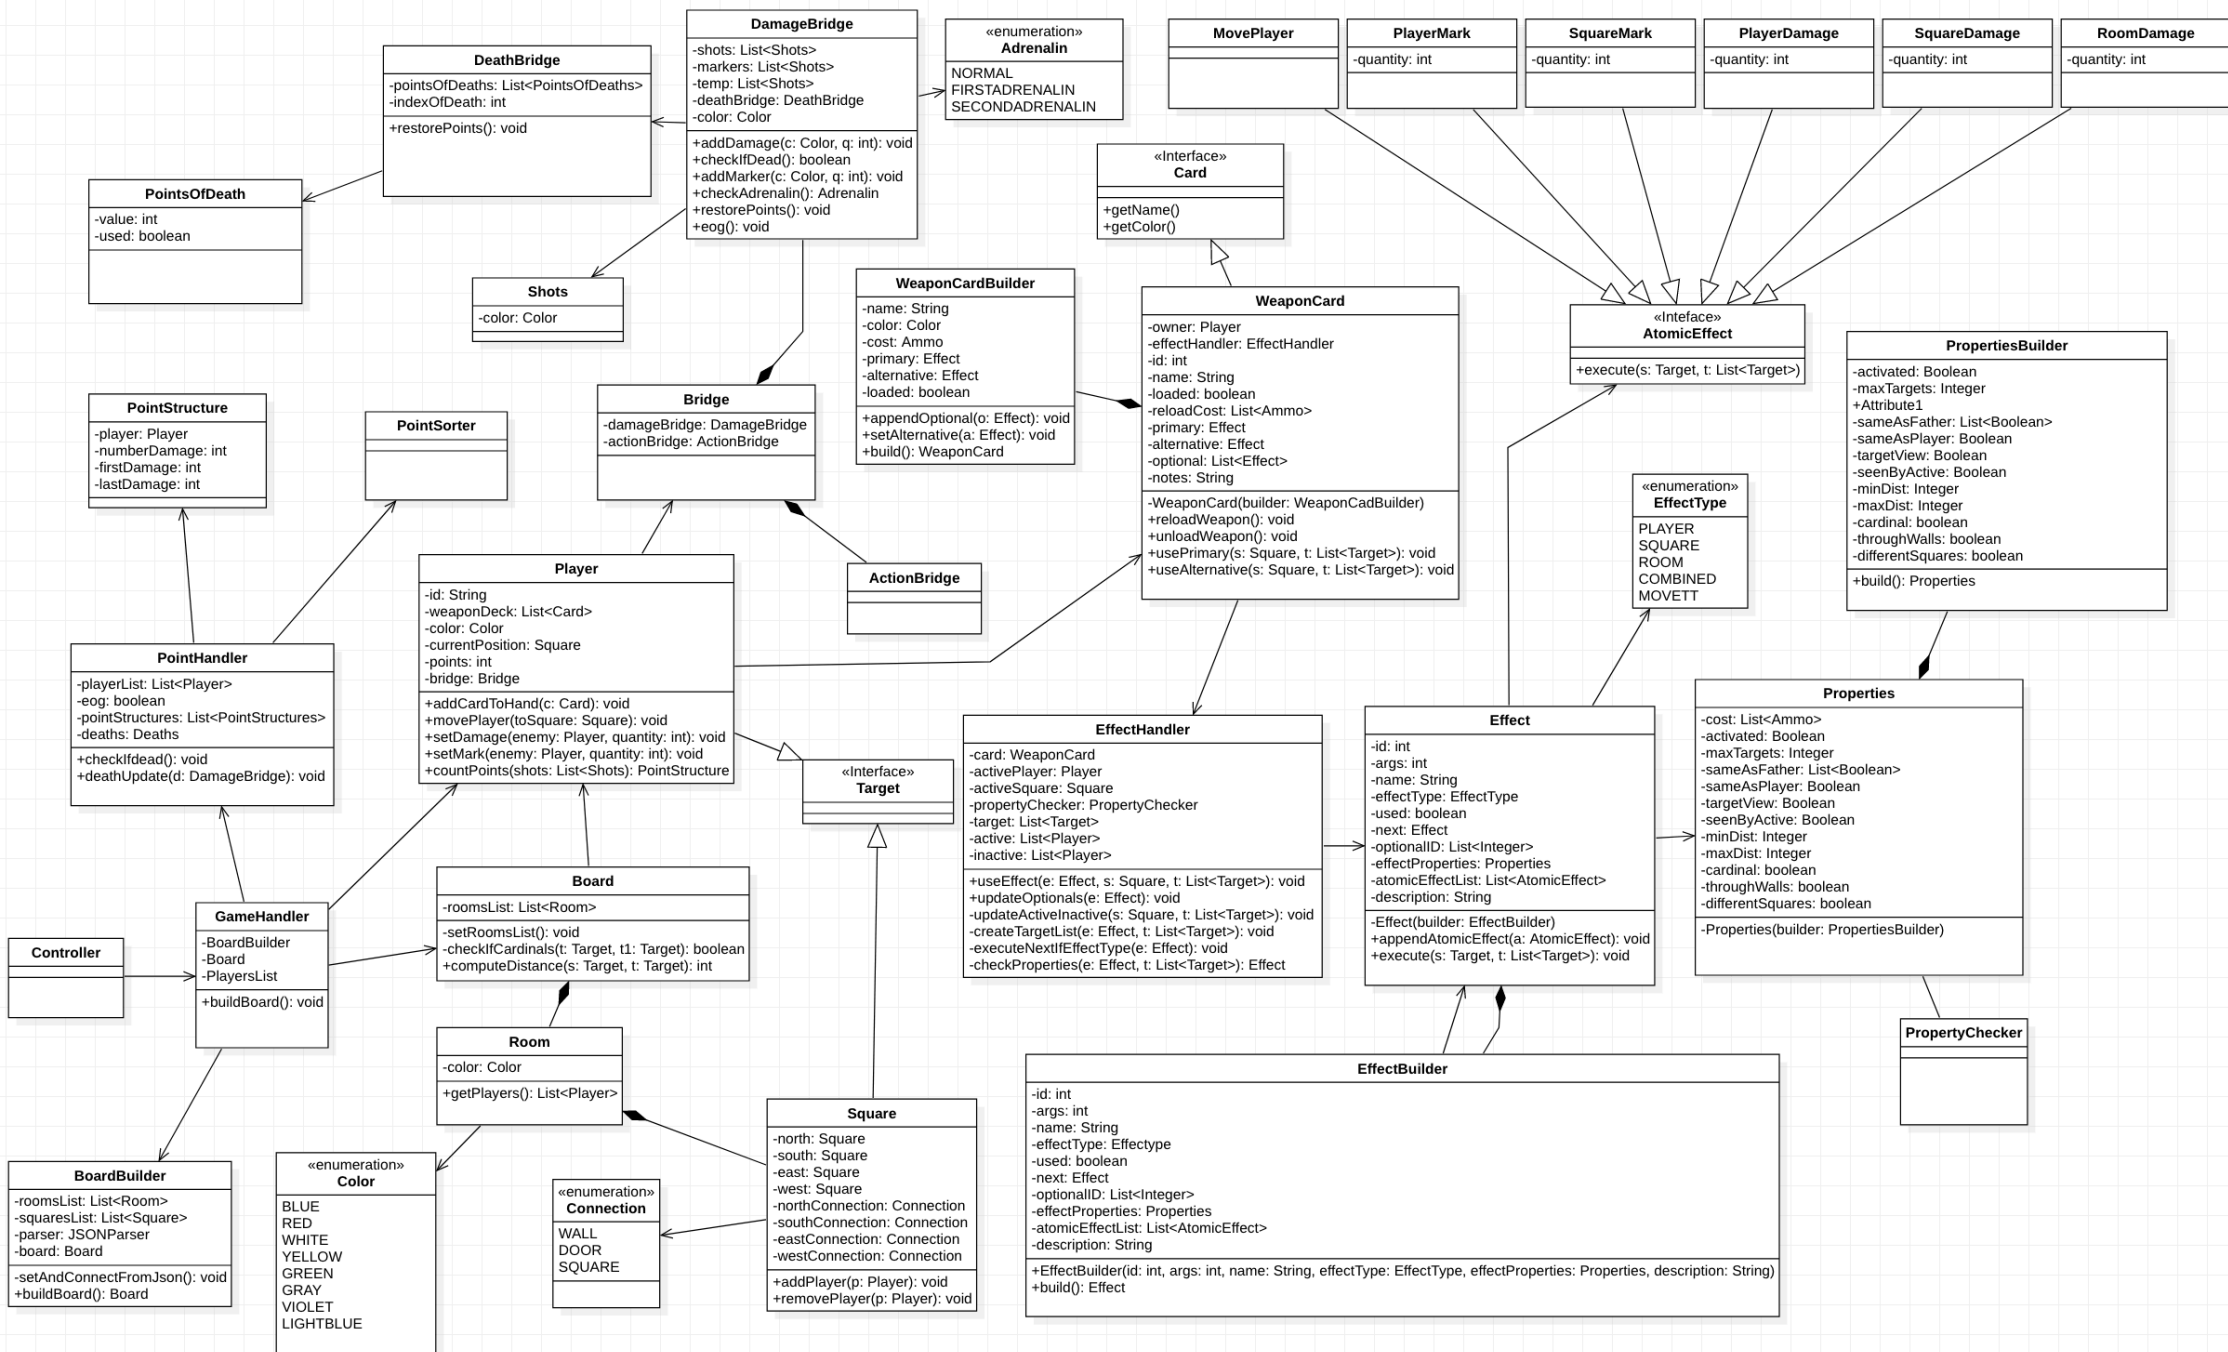 DamageBridge
-shots: List<Shots>
-markers: List<Shots>
-temp: List<Shots>
-deathBridge: DeathBridge
-color: Color
+addDamage(c: Color, q: int): void
+checkIfDead(): boolean
+addMarker(c: Color, q: int): void
+checkAdrenalin(): Adrenalin
+restorePoints(): void
+eog(): void
DeathBridge
-pointsOfDeaths: List<PointsOfDeaths>
-indexOfDeath: int
+restorePoints(): void
«enumeration»
Adrenalin
NORMAL
FIRSTADRENALIN
SECONDADRENALIN
MovePlayer
PlayerMark
-quantity: int
SquareMark
-quantity: int
PlayerDamage
-quantity: int
SquareDamage
-quantity: int
RoomDamage
-quantity: int
PointsOfDeath
-value: int
-used: boolean
«Interface»
Card
+getName()
+getColor()
Shots
-color: Color
WeaponCardBuilder
-name: String
-color: Color
-cost: Ammo
-primary: Effect
-alternative: Effect
-loaded: boolean
+appendOptional(o: Effect): void
+setAlternative(a: Effect): void
+build(): WeaponCard
WeaponCard
-owner: Player
-effectHandler: EffectHandler
-id: int
-name: String
-loaded: boolean
-reloadCost: List<Ammo>
-primary: Effect
-alternative: Effect
-optional: List<Effect>
-notes: String
-WeaponCard(builder: WeaponCadBuilder)
+reloadWeapon(): void
+unloadWeapon(): void
+usePrimary(s: Square, t: List<Target>): void
+useAlternative(s: Square, t: List<Target>): void
«Inteface»
AtomicEffect
+execute(s: Target, t: List<Target>)
PropertiesBuilder
-activated: Boolean
-maxTargets: Integer
+Attribute1
-sameAsFather: List<Boolean>
-sameAsPlayer: Boolean
-targetView: Boolean
-seenByActive: Boolean
-minDist: Integer
-maxDist: Integer
-cardinal: boolean
-throughWalls: boolean
-differentSquares: boolean
+build(): Properties
PointStructure
-player: Player
-numberDamage: int
-firstDamage: int
-lastDamage: int
PointSorter
Bridge
-damageBridge: DamageBridge
-actionBridge: ActionBridge
«enumeration»
EffectType
PLAYER
SQUARE
ROOM
COMBINED
MOVETT
Player
-id: String
-weaponDeck: List<Card>
-color: Color
-currentPosition: Square
-points: int
-bridge: Bridge
+addCardToHand(c: Card): void
+movePlayer(toSquare: Square): void
+setDamage(enemy: Player, quantity: int): void
+setMark(enemy: Player, quantity: int): void
+countPoints(shots: List<Shots): PointStructure
ActionBridge
PointHandler
-playerList: List<Player>
-eog: boolean
-pointStructures: List<PointStructures>
-deaths: Deaths
+checkIfdead(): void
+deathUpdate(d: DamageBridge): void
«Interface»
Target
EffectHandler
-card: WeaponCard
-activePlayer: Player
-activeSquare: Square
-propertyChecker: PropertyChecker
-target: List<Target>
-active: List<Player>
-inactive: List<Player>
+useEffect(e: Effect, s: Square, t: List<Target>): void
+updateOptionals(e: Effect): void
-updateActiveInactive(s: Square, t: List<Target>): void
-createTargetList(e: Effect, t: List<Target>): void
-executeNextIfEffectType(e: Effect): void
-checkProperties(e: Effect, t: List<Target>): Effect
Effect
-id: int
-args: int
-name: String
-effectType: EffectType
-used: boolean
-next: Effect
-optionalID: List<Integer>
-effectProperties: Properties
-atomicEffectList: List<AtomicEffect>
-description: String
-Effect(builder: EffectBuilder)
+appendAtomicEffect(a: AtomicEffect): void
+execute(s: Target, t: List<Target>): void
Properties
-cost: List<Ammo>
-activated: Boolean
-maxTargets: Integer
-sameAsFather: List<Boolean>
-sameAsPlayer: Boolean
-targetView: Boolean
-seenByActive: Boolean
-minDist: Integer
-maxDist: Integer
-cardinal: boolean
-throughWalls: boolean
-differentSquares: boolean
-Properties(builder: PropertiesBuilder)
Board
-roomsList: List<Room>
-setRoomsList(): void
-checkIfCardinals(t: Target, t1: Target): boolean
+computeDistance(s: Target, t: Target): int
GameHandler
-BoardBuilder
-Board
-PlayersList
+buildBoard(): void
Controller
Room
-color: Color
+getPlayers(): List<Player>
PropertyChecker
EffectBuilder
-id: int
-args: int
-name: String
-effectType: Effectype
-used: boolean
-next: Effect
-optionalID: List<Integer>
-effectProperties: Properties
-atomicEffectList: List<AtomicEffect>
-description: String
+EffectBuilder(id: int, args: int, name: String, effectType: EffectType, effectProperties: Properties, description: String)
+build(): Effect
Square
-north: Square
-south: Square
-east: Square
-west: Square
-northConnection: Connection
-southConnection: Connection
-eastConnection: Connection
-westConnection: Connection
+addPlayer(p: Player): void
+removePlayer(p: Player): void
BoardBuilder
-roomsList: List<Room>
-squaresList: List<Square>
-parser: JSONParser
-board: Board
-setAndConnectFromJson(): void
+buildBoard(): Board
«enumeration»
Color
BLUE
RED
WHITE
YELLOW
GREEN
GRAY
VIOLET
LIGHTBLUE
«enumeration»
Connection
WALL
DOOR
SQUARE